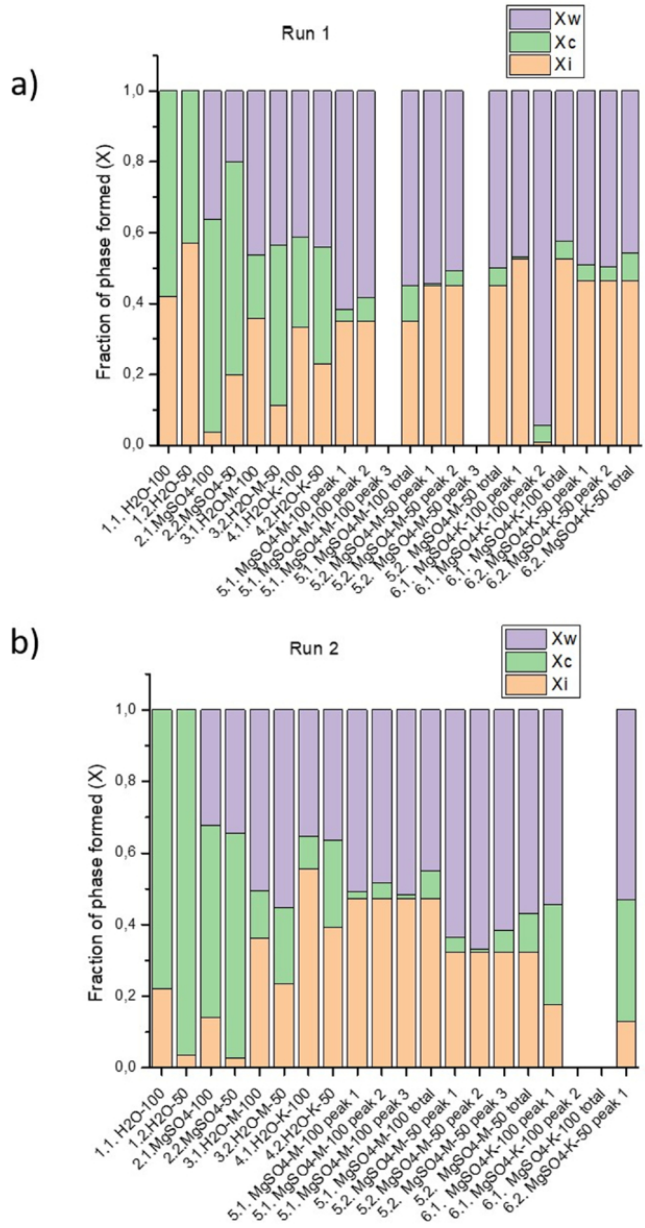 a)
Run 1
Xw
Xc
Xi
Fraction of phase formed (X)
1,0
0,8
0,6
0,4
0,2
0,0
1.1. H2O-100
1.2.H2O-50
2.1.MgSO4-100
2.2.MgSO4-50
3.1.H2O-M-100
3.2.H2O-M-50
4.1.H2O-K-100
4.2.H2O-K-50
5.1. MgSO4-M-100 peak 1
5.1. MgSO4-M-100 peak 2
5.1. MgSO4-M-100 peak 3
5.1. MgSO4-M-100 total
5.2. MgSO4-M-50 peak 1
5.2. MgSO4-M-50 peak 2
5.2. MgSO4-M-50 peak 3
5.2. MgSO4-M-50 total
6.1. MgSO4-K-100 peak 1
6.1. MgSO4-K-100 peak 2
6.1. MgSO4-K-100 total
6.2. MgSO4-K-50 peak 1
6.2. MgSO4-K-50 peak 2
6.2. MgSO4-K-50 total
b)
Run 2
Xw
Xc
Xi
Fraction of phase formed (X)
1,0
0,8
0,6
0,4
0,2
0,0
1.1. H2O-100
1.2.H2O-50
2.1.MgSO4-100
2.2.MgSO4-50
3.1.H2O-M-100
3.2.H2O-M-50
4.1.H2O-K-100
4.2.H2O-K-50
5.1. MgSO4-M-100 peak 1
5.1. MgSO4-M-100 peak 2
5.1. MgSO4-M-100 peak 3
5.1. MgSO4-M-100 total
5.2. MgSO4-M-50 peak 1
5.2. MgSO4-M-50 peak 2
5.2. MgSO4-M-50 peak 3
5.2. MgSO4-M-50 total
6.1. MgSO4-K-100 peak 1
6.1. MgSO4-K-100 peak 2
6.1. MgSO4-K-100 total
6.2. MgSO4-K-50 peak 1